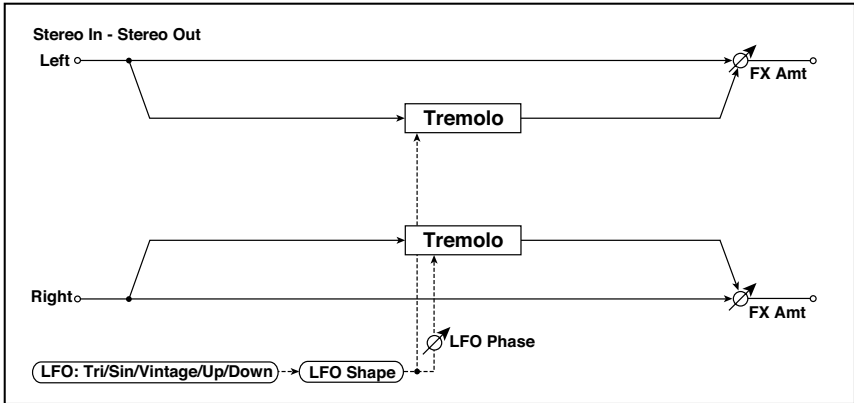 Stereo In - Stereo Out
Left
FX Amt
Tremolo
Tremolo
Right
FX Amt
LFO Phase
LFO: Tri/Sin/Vintage/Up/Down
LFO Shape